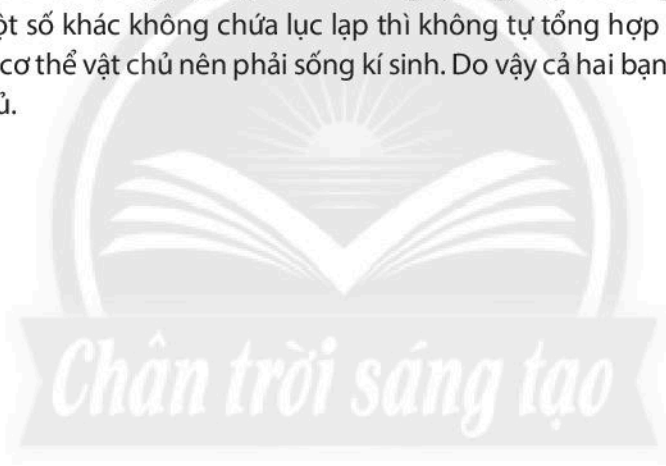 ột số khác không chứa lục lạp thì không tự tổng hợp
cơ thể vật chủ nên phải sống kí sinh. Do vậy cả hai bạn
ủ.
Chân trời sáng tạo